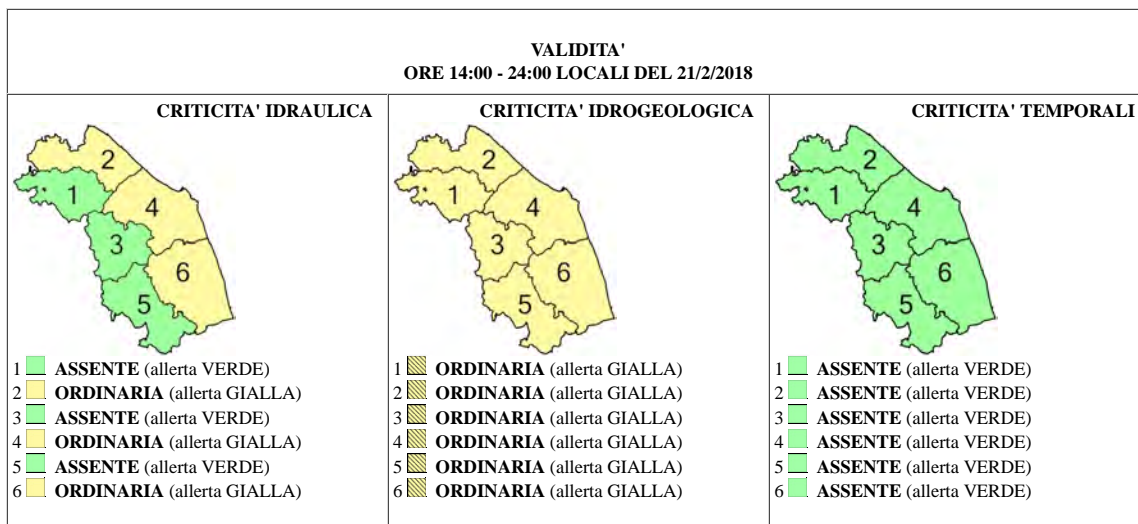 VALIDITA'
ORE 14:00 - 24:00 LOCALI DEL 21/2/2018
CRITICITA' IDRAULICA
2
1
4
3
6
5
1 ASSENTE (allerta VERDE)
2 ORDINARIA (allerta GIALLA)
3 ASSENTE (allerta VERDE)
4 ORDINARIA (allerta GIALLA)
5 ASSENTE (allerta VERDE)
6 ORDINARIA (allerta GIALLA)
CRITICITA' IDROGEOLOGICA
2
1
4
3
6
5
1 ORDINARIA (allerta GIALLA)
2 ORDINARIA (allerta GIALLA)
3 ORDINARIA (allerta GIALLA)
4 ORDINARIA (allerta GIALLA)
5 ORDINARIA (allerta GIALLA)
6 ORDINARIA (allerta GIALLA)
CRITICITA' TEMPORALI
2
1
4
3
6
5
1 ASSENTE (allerta VERDE)
2 ASSENTE (allerta VERDE)
3 ASSENTE (allerta VERDE)
4 ASSENTE (allerta VERDE)
5 ASSENTE (allerta VERDE)
6 ASSENTE (allerta VERDE)